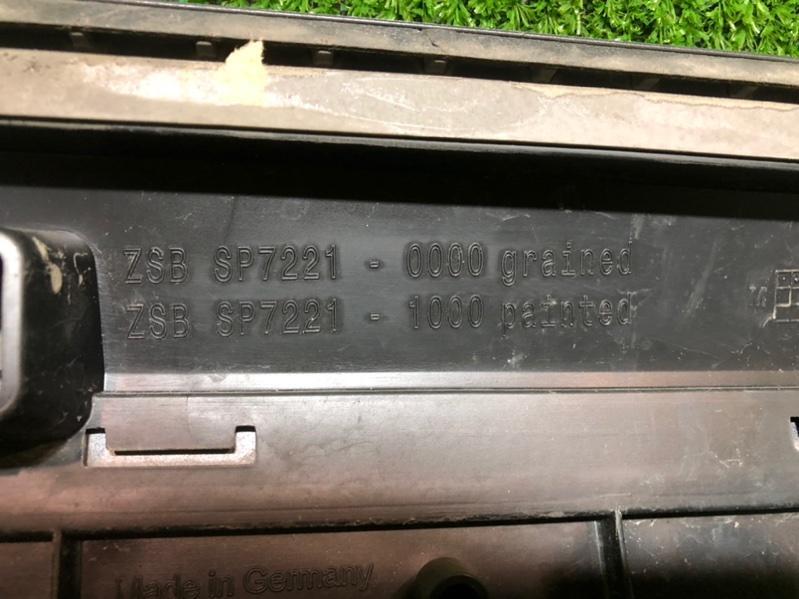 ZSB SP7221 - 0000 grained
ZSB SP7221 - 1000 painted
Made in Germany